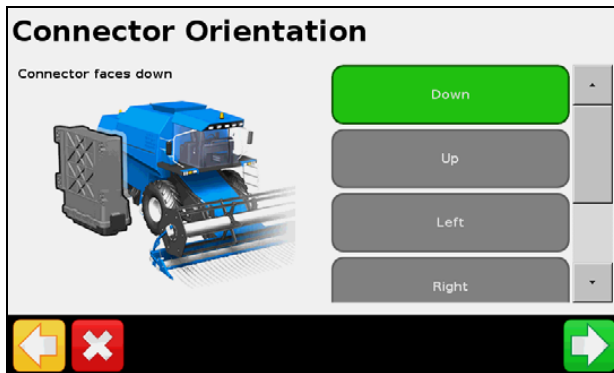 Connector Orientation
Connector faces down
Down
Up
Left
Right